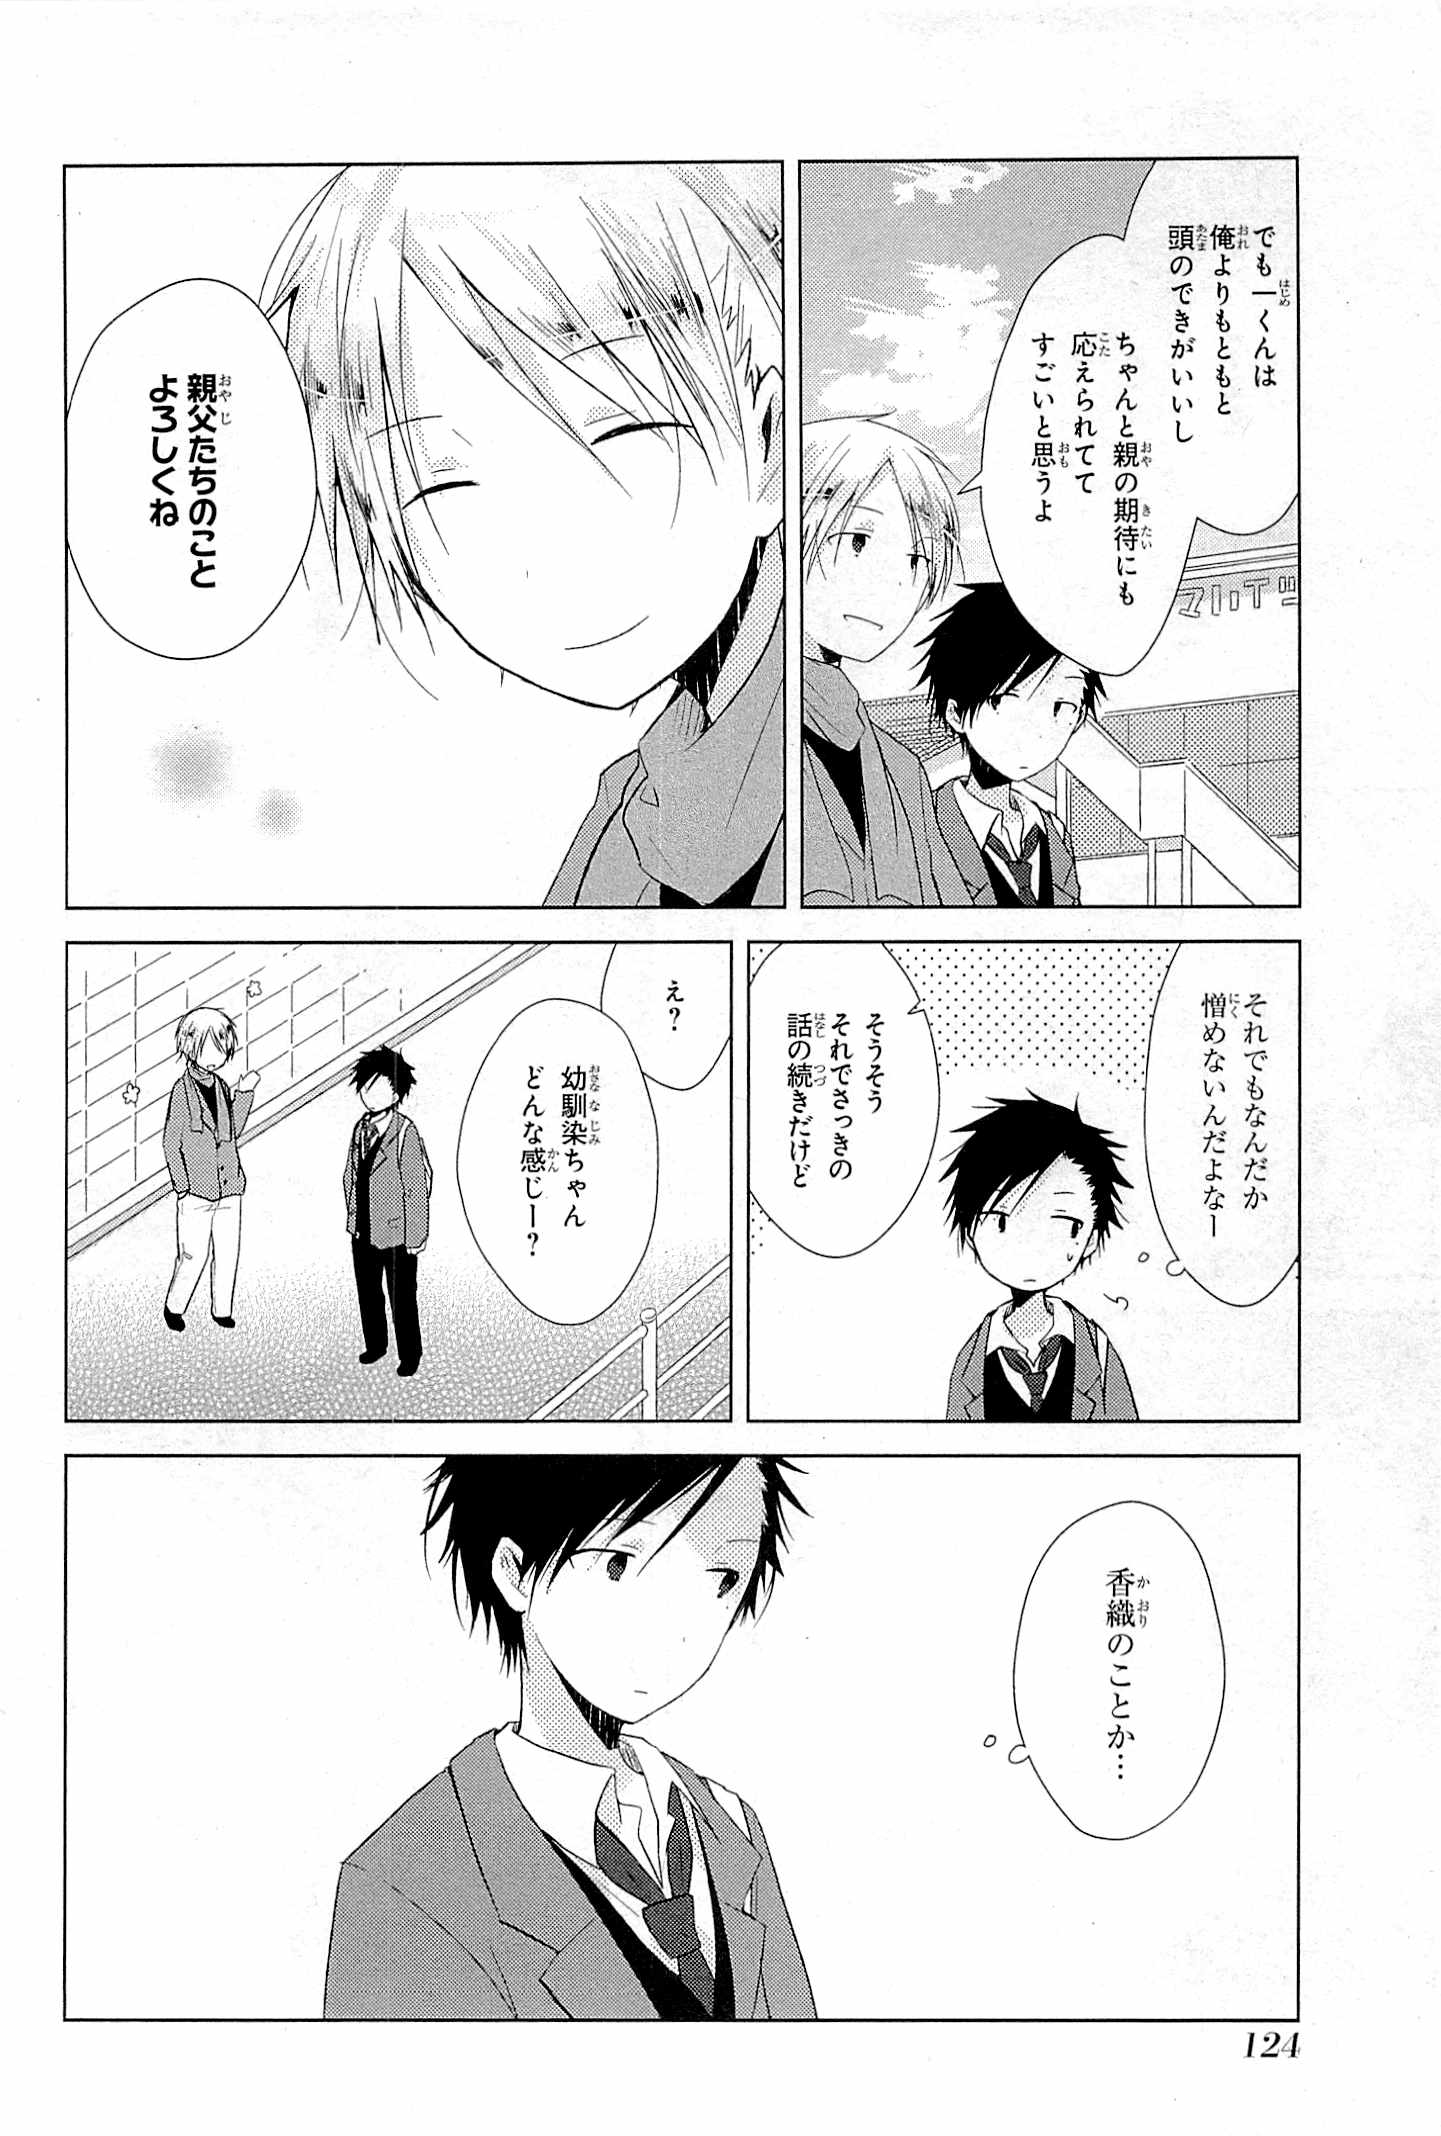 でも一くんは
俺よりもともと
頭のできがいいし
ちゃんと親の期待にも
応えられてて
すごいと思うよ
親父たちのこと
よろしくね
それでもなんだか
憎めないんだよなー
そうそう
それでさっきの
話の続きだけど
え?
幼馴染ちゃん
どんな感じー?
香織のことか…
124